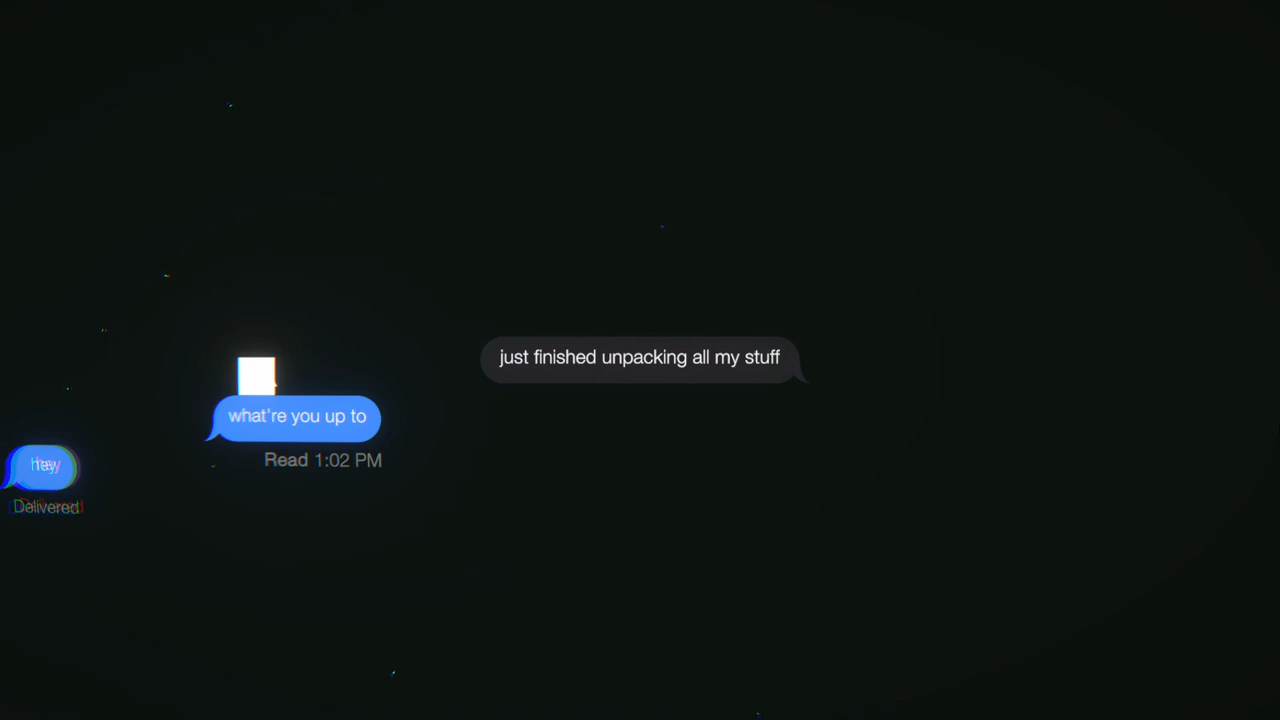 hey
Delivered
what're you up to
Read 1:02 PM
just finished unpacking all my stuff